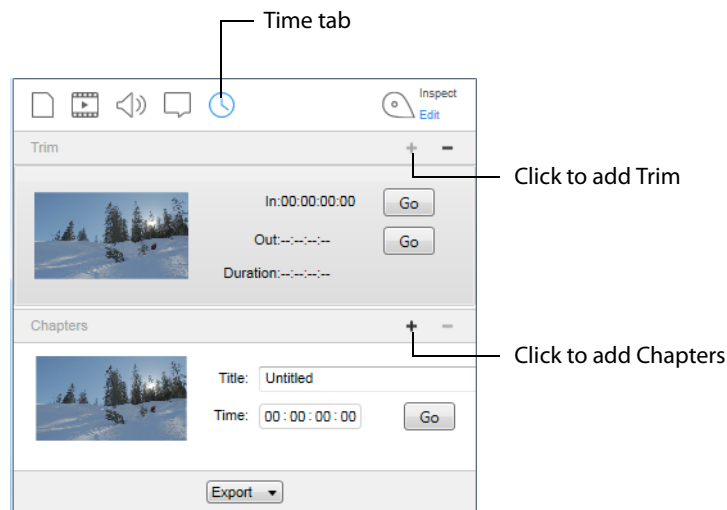 Time tab
Inspect
Edit
Trim
Click to add Trim
In:00:00:00:00
Go
Out:--:--:--:--
Go
Duration:--:--:--:--
Chapters
Click to add Chapters
Title: Untitled
Time: 00:00:00:00
Go
Export